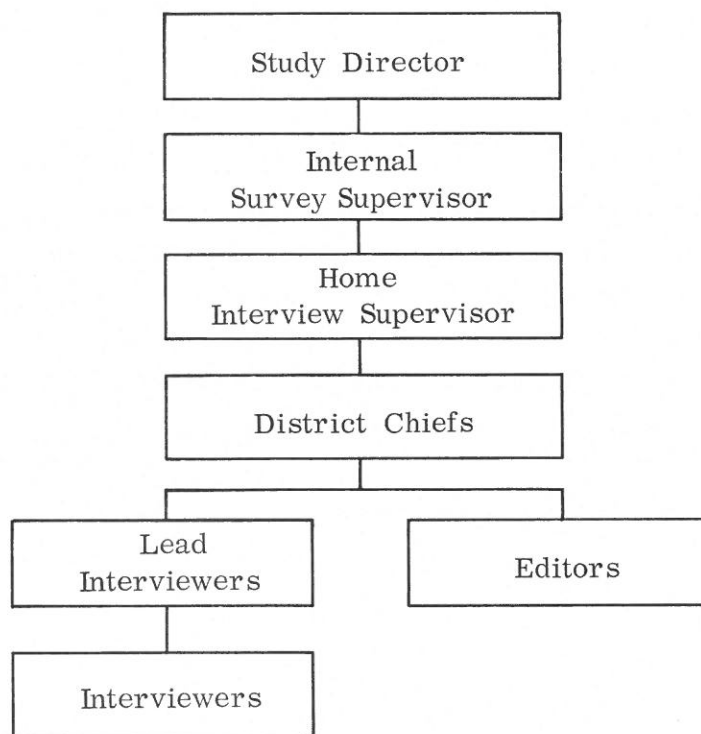 Study Director
Internal
Survey Supervisor
Home
Interview Supervisor
District Chiefs
Lead
Interviewers
Editors
Interviewers